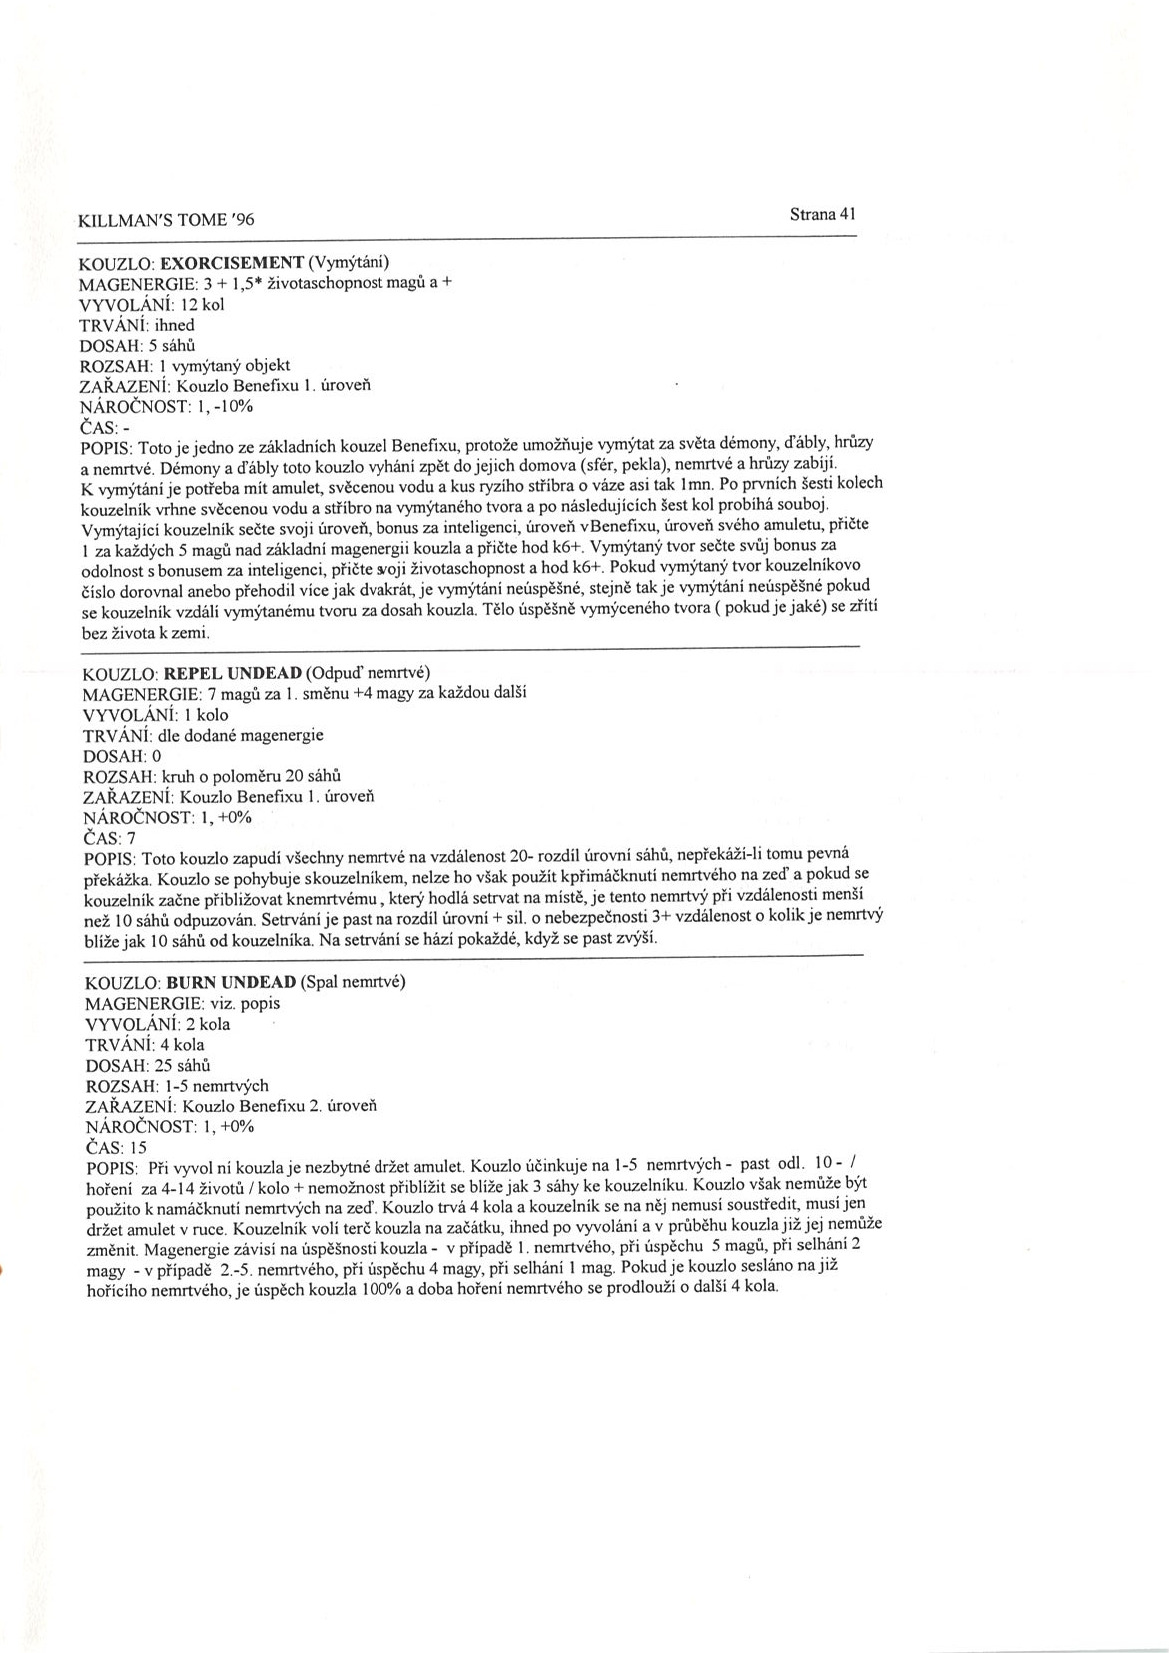 KILLMAN'S TOME '96
Strana 41
KOUZLO: EXORCISEMENT (Vymýtání)
MAGENERGIE: 3 + 1,5* životaschopnost magů a +
VYVOLÁNÍ: 12 kol
TRVÁNÍ: ihned
DOSAH: 5 sáhů
ROZSAH: 1 vymýtaný objekt
ZAŘAZENÍ: Kouzlo Benefixu 1. úroveň
NÁROČNOST: 1, -10%
ČAS: -
POPIS: Toto je jedno ze základních kouzel Benefixu, protože umožňuje vymýtat za světa démony, ďábly, hrůzy
a nemrtvé. Démony a ďábly toto kouzlo vyhání zpět do jejich domova (sfér, pekla), nemrtvé a hrůzy zabíjí.
K vymýtání je potřeba mít amulet, svěcenou vodu a kus ryzího stříbra o váze asi tak 1mn. Po prvních šesti kolech
kouzelník vrhne svěcenou vodu a stříbro na vymýtaného tvora a po následujících šest kol probíhá souboj.
Vymýtající kouzelník sečte svoji úroveň, bonus za inteligenci, úroveň vBenefixu, úroveň svého amuletu, přičte
1 za každých 5 magů nad základní magenergii kouzla a přičte hod k6+. Vymýtaný tvor sečte svůj bonus za
odolnost s bonusem za inteligenci, přičte svoji životaschopnost a hod k6+. Pokud vymýtaný tvor kouzelníkovo
číslo dorovnal anebo přehodil více jak dvakrát, je vymýtání neúspěšné, stejně tak je vymýtání neúspěšné pokud
se kouzelník vzdálí vymýtanému tvoru za dosah kouzla. Tělo úspěšně vymýceného tvora ( pokud je jaké) se zřítí
bez života k zemi.
KOUZLO: REPEL UNDEAD (Odpuď nemrtvé)
MAGENERGIE: 7 magů za 1. směnu +4 magy za každou další
VYVOLÁNÍ: 1 kolo
TRVÁNÍ: dle dodané magenergie
DOSAH: 0
ROZSAH: kruh o poloměru 20 sáhů
ZAŘAZENÍ: Kouzlo Benefixu 1. úroveň
NÁROČNOST: 1, +0%
ČAS: 7
POPIS: Toto kouzlo zapudí všechny nemrtvé na vzdálenost 20- rozdíl úrovní sáhů, nepřekáží-li tomu pevná
překážka. Kouzlo se pohybuje skouzelníkem, nelze ho však použít kpřimáčknutí nemrtvého na zeď a pokud se
kouzelník začne přibližovat knemrtvému , který hodlá setrvat na místě, je tento nemrtvý při vzdálenosti menší
než 10 sáhů odpuzován. Setrvání je past na rozdíl úrovní + sil. o nebezpečnosti 3+ vzdálenost o kolik je nemrtvý
blíže jak 10 sáhů od kouzelníka. Na setrvání se hází pokaždé, když se past zvýší.
KOUZLO: BURN UNDEAD (Spal nemrtvé)
MAGENERGIE: viz. popis
VYVOLÁNÍ: 2 kola
TRVÁNÍ: 4 kola
DOSAH: 25 sáhů
ROZSAH: 1-5 nemrtvých
ZAŘAZENÍ: Kouzlo Benefixu 2. úroveň
NÁROČNOST: 1, +0%
ČAS: 15
POPIS: Při vyvol ní kouzla je nezbytné držet amulet. Kouzlo účinkuje na 1-5 nemrtvých - past odl. 10 - /
hoření za 4-14 životů / kolo + nemožnost přiblížit se blíže jak 3 sáhy ke kouzelníku. Kouzlo však nemůže být
použito k namáčknutí nemrtvých na zeď. Kouzlo trvá 4 kola a kouzelník se na něj nemusí soustředit, musí jen
držet amulet v ruce. Kouzelník volí terč kouzla na začátku, ihned po vyvolání a v průběhu kouzla již jej nemůže
změnit. Magenergie závisí na úspěšnosti kouzla - v případě 1. nemrtvého, při úspěchu 5 magů, při selhání 2
magy - v případě 2.-5. nemrtvého, při úspěchu 4 magy, při selhání 1 mag. Pokud je kouzlo sesláno na již
hořícího nemrtvého, je úspěch kouzla 100% a doba hoření nemrtvého se prodlouží o další 4 kola.